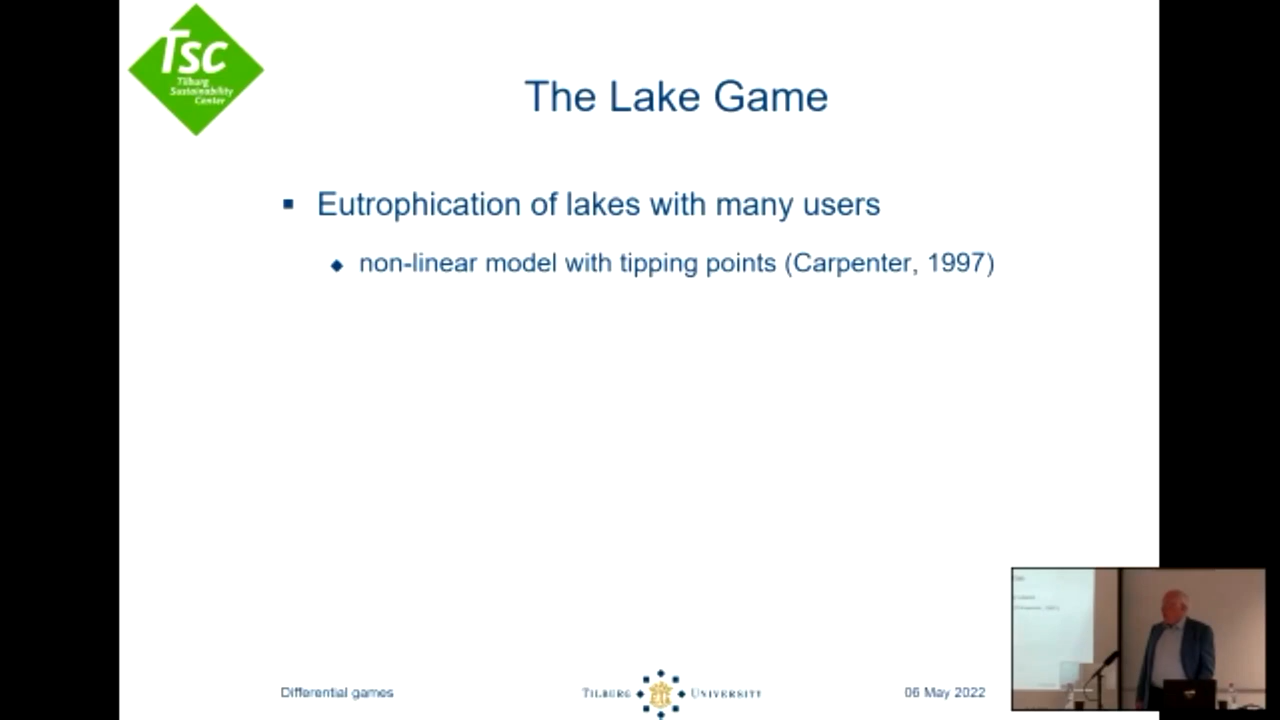 Tsc
Tilburg
Sustainability
Center
The Lake Game
Eutrophication of lakes with many users
non-linear model with tipping points (Carpenter, 1997)
Differential games
TILBURG UNIVERSITY
06 May 2022